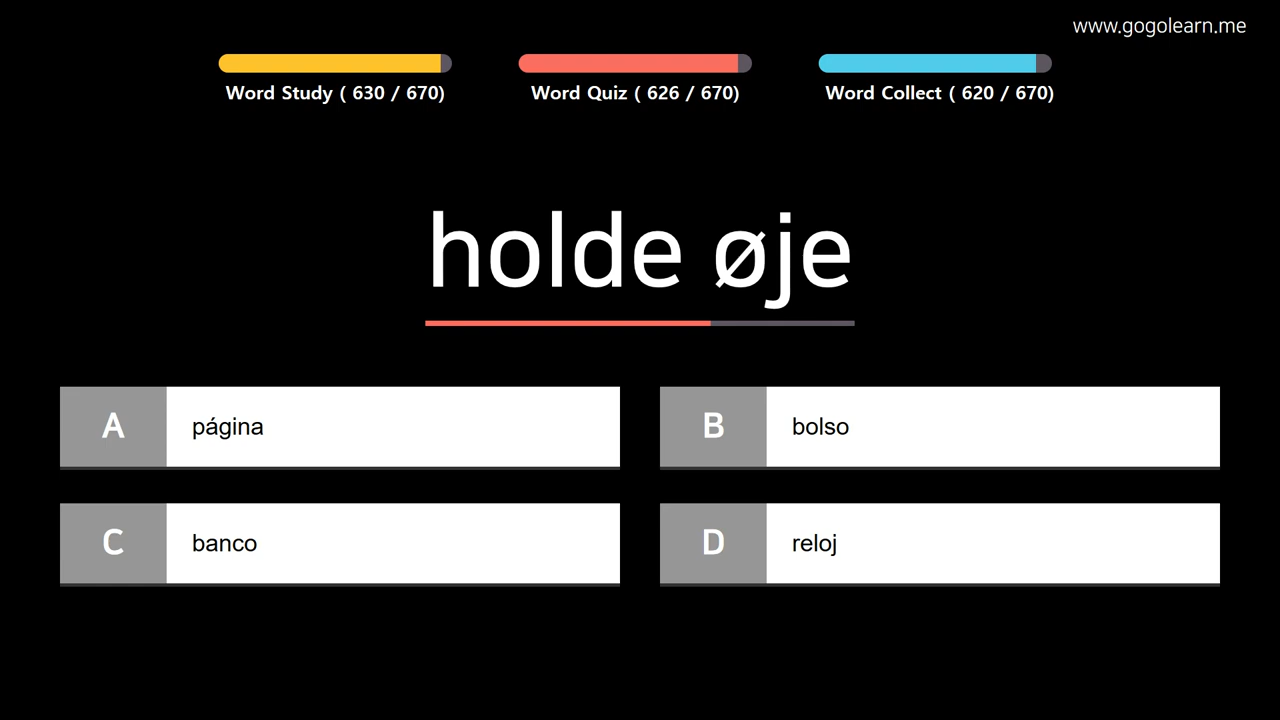 www.gogolearn.me
Word Study ( 630 / 670)
Word Quiz ( 626 / 670)
Word Collect ( 620 / 670)
holde øje
A
página
B
bolso
C
banco
D
reloj